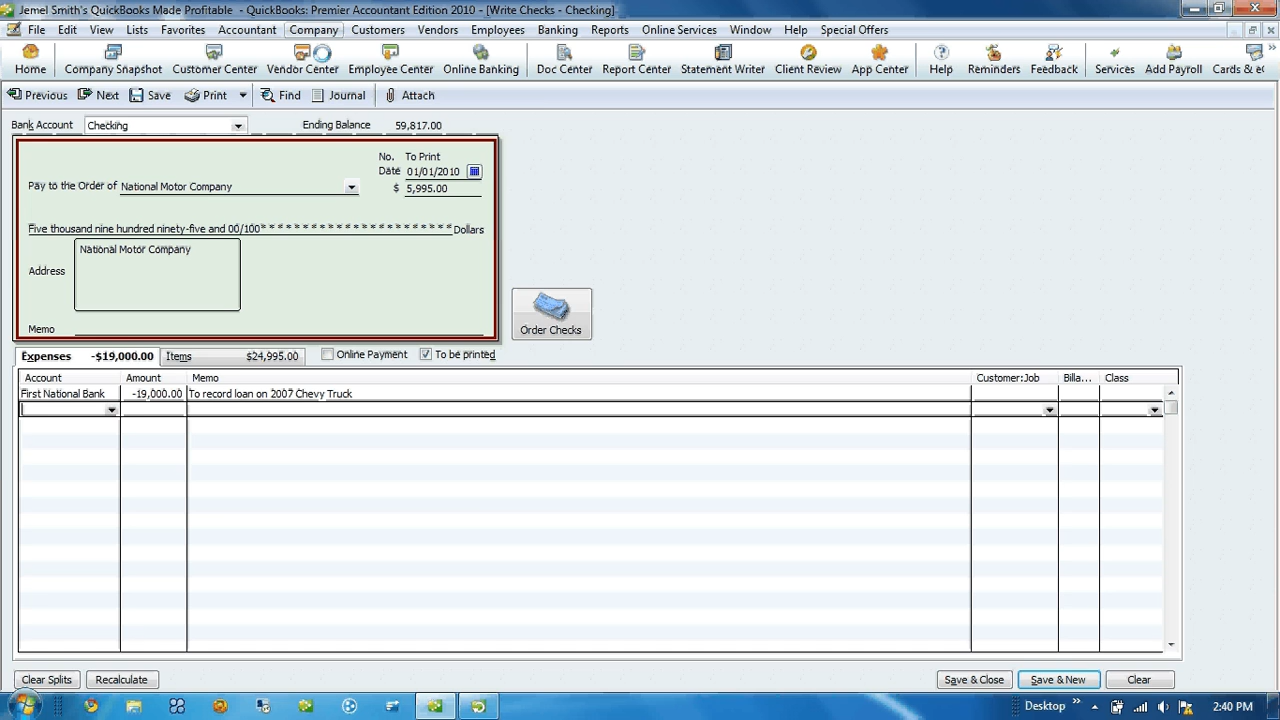 Jemel Smith's QuickBooks Made Profitable - QuickBooks: Premier Accountant Edition 2010 - [Write Checks - Checking]
File Edit View Lists Favorites Accountant Company Customers Vendors Employees Banking Reports Online Services Window Help Special Offers
Home Company Snapshot Customer Center Vendor Center Employee Center Online Banking Doc Center Report Center Statement Writer Client Review App Center Help Reminders Feedback Services Add Payroll Cards & eC
Previous Next Save Print Find Journal Attach
Bank Account Checking Ending Balance 59,817.00
No. To Print
Date 01/01/2010
Pay to the Order of National Motor Company $ 5,995.00
Five thousand nine hundred ninety-five and 00/100* * * * * * * * * * * * * * * * * * * * * * * Dollars
National Motor Company
Address
Memo
Order Checks
Expenses -$19,000.00 Items $24,995.00 Online Payment To be printed
Account Amount Memo Customer:Job Billa... Class
First National Bank -19,000.00 To record loan on 2007 Chevy Truck
Clear Splits Recalculate Save & Close Save & New Clear
Desktop 2:40 PM